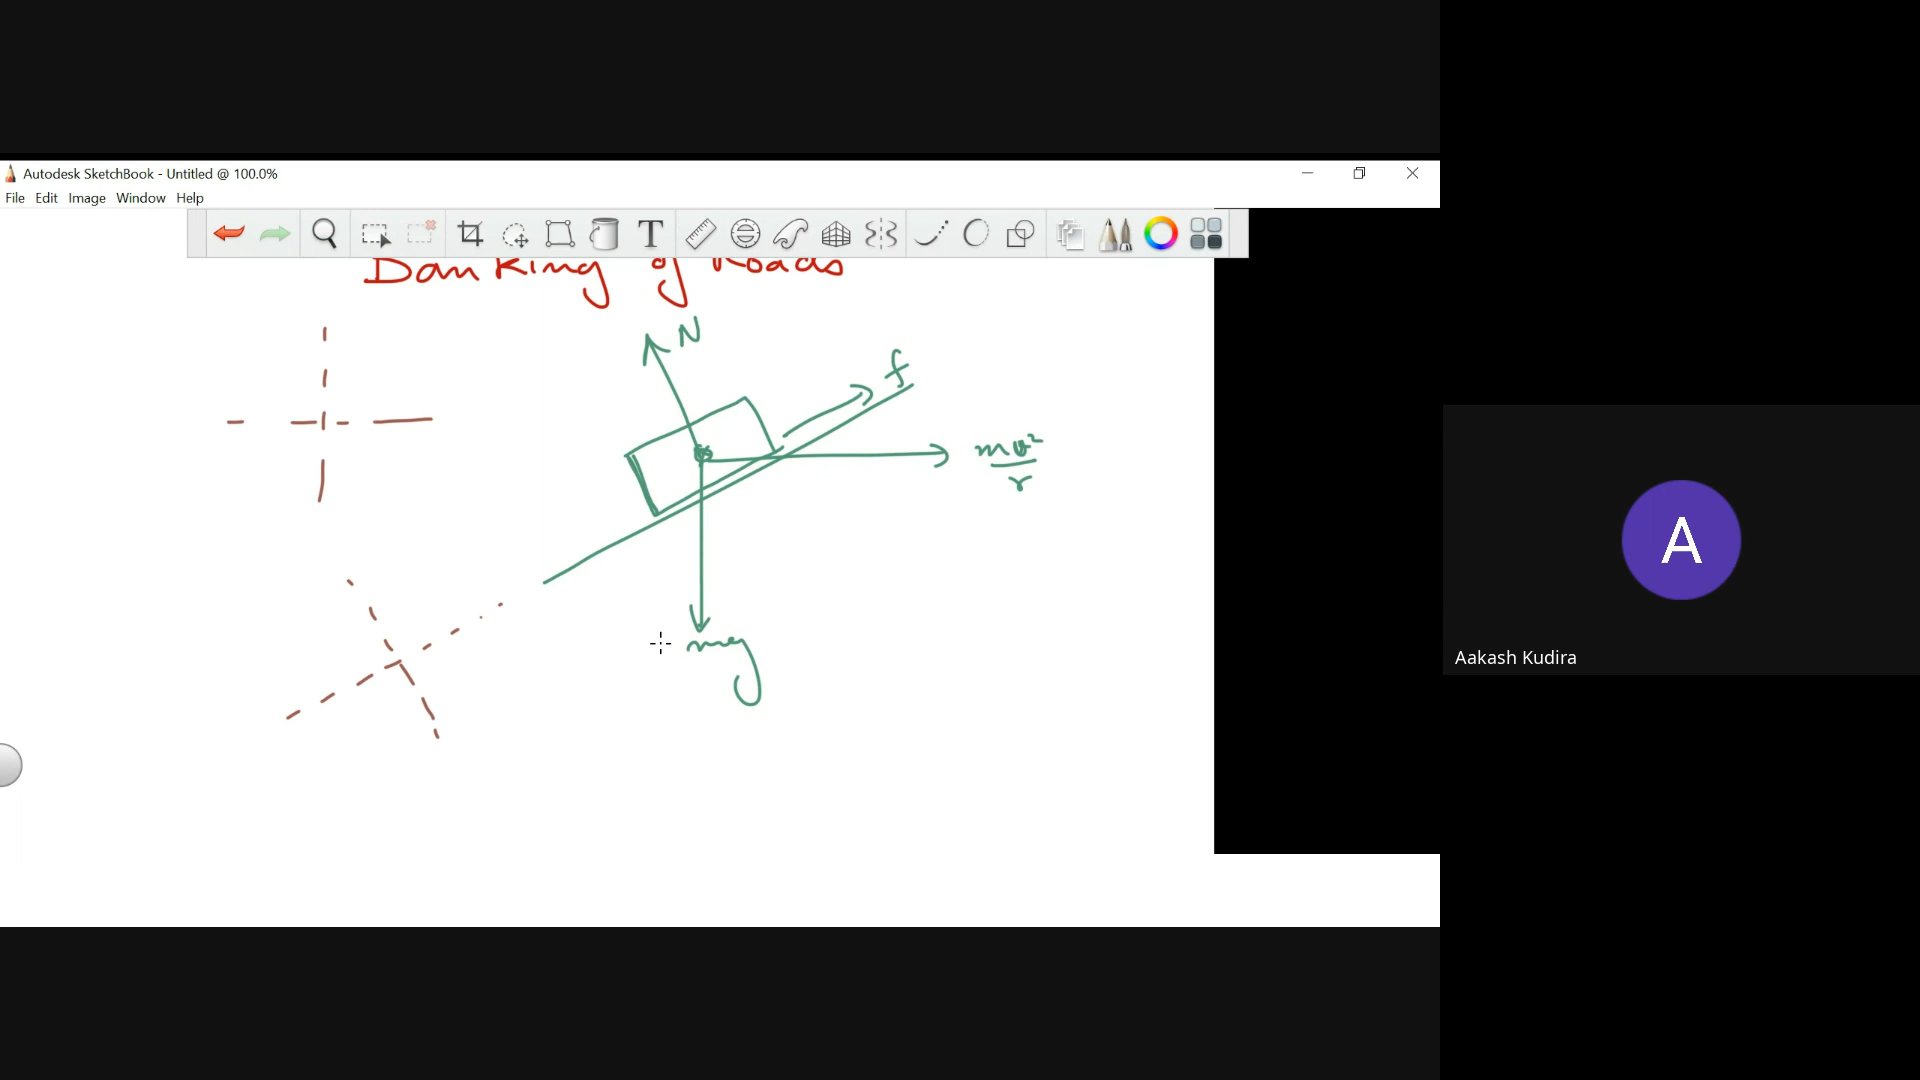 Autodesk SketchBook - Untitled @ 100.0%
File Edit Image Window Help
T
Banking of Roads
N
f
mv²
r
mg
A
Aakash Kudira